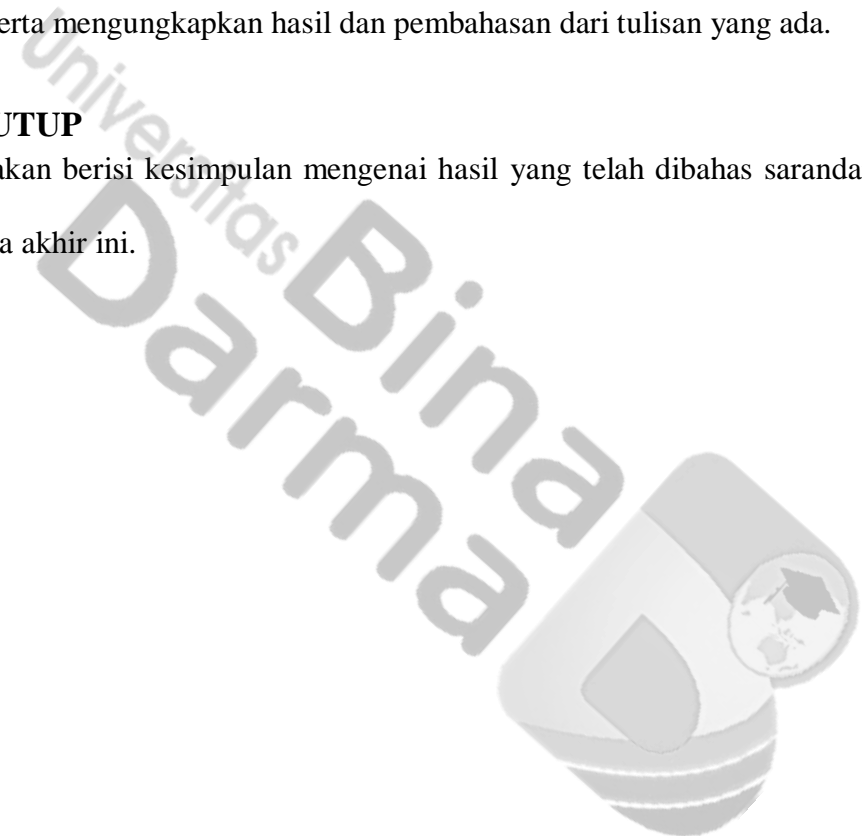 erta mengungkapkan hasil dan pembahasan dari tulisan yang ada.
UTUP
akan berisi kesimpulan mengenai hasil yang telah dibahas saranda
a akhir ini.
Universitas
Bina
Darma